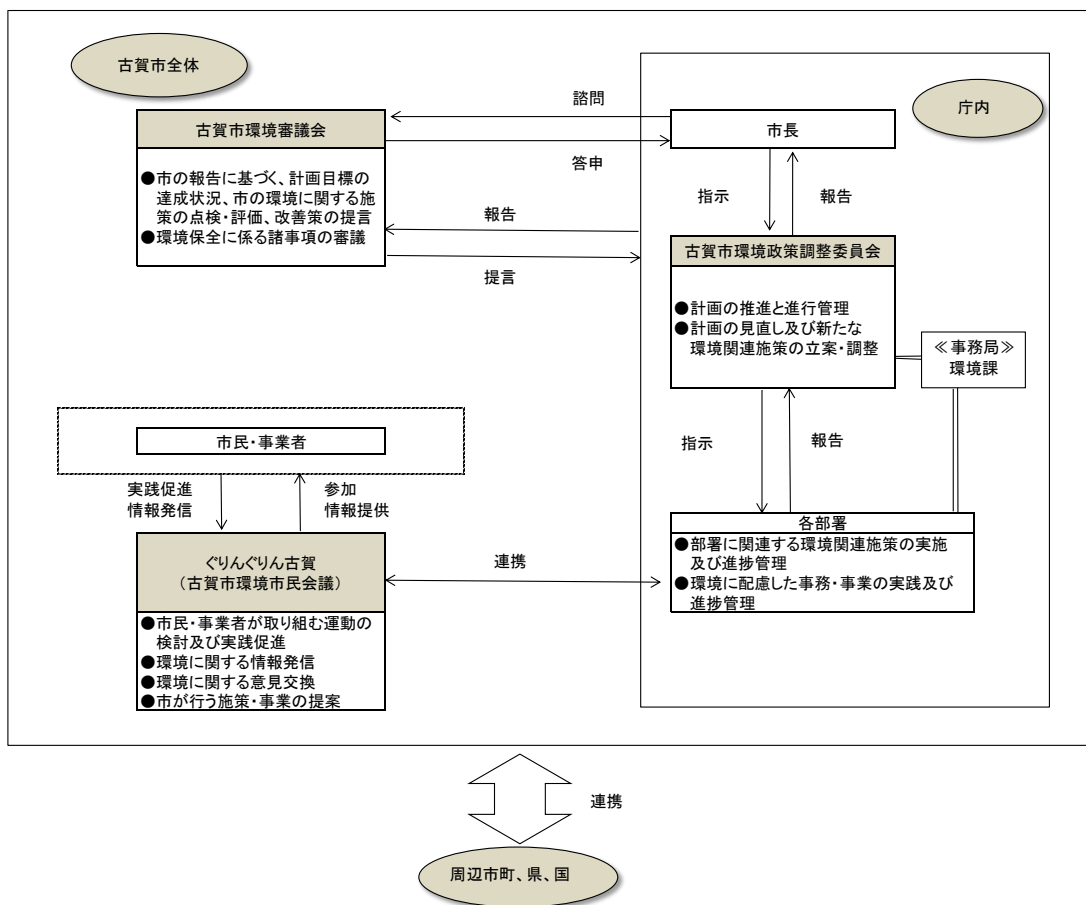 古賀市全体
庁内
諮問
古賀市環境審議会
市長
答申
●市の報告に基づく、計画目標の
達成状況、市の環境に関する施
策の点検・評価、改善策の提言
●環境保全に係る諸事項の審議
指示
報告
報告
提言
古賀市環境政策調整委員会
●計画の推進と進行管理
●計画の見直し及び新たな
環境関連施策の立案・調整
≪事務局≫
環境課
市民・事業者
指示
報告
実践促進
情報発信
参加
情報提供
各部署
●部署に関連する環境関連施策の実施
及び進捗管理
●環境に配慮した事務・事業の実践及び
進捗管理
ぐりんぐりん古賀
(古賀市環境市民会議)
連携
●市民・事業者が取り組む運動の
検討及び実践促進
●環境に関する情報発信
●環境に関する意見交換
●市が行う施策・事業の提案
連携
周辺市町、県、国